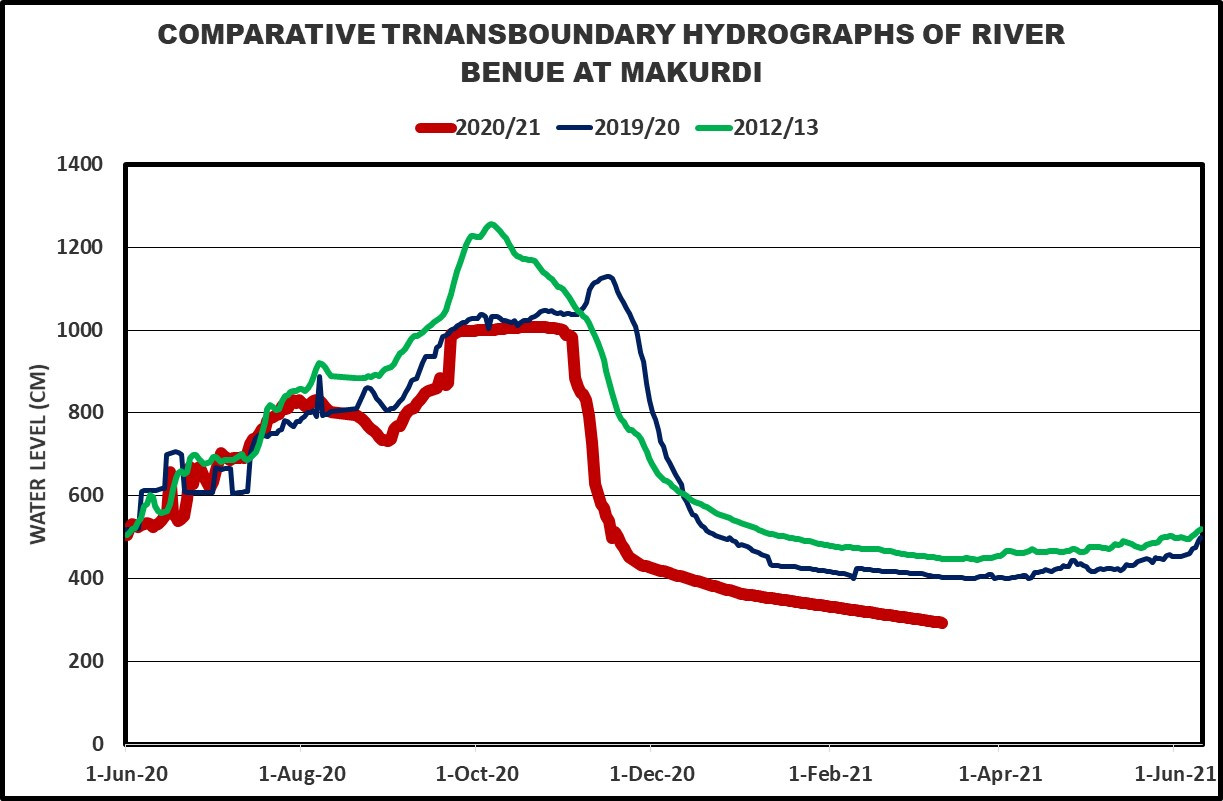 COMPARATIVE TRNANSBOUNDARY HYDROGRAPHS OF RIVER
BENUE AT MAKURDI
2020/21 2019/20 2012/13
WATER LEVEL (CM)
1400
1200
1000
800
600
400
200
0
1-Jun-20 1-Aug-20 1-Oct-20 1-Dec-20 1-Feb-21 1-Apr-21 1-Jun-21